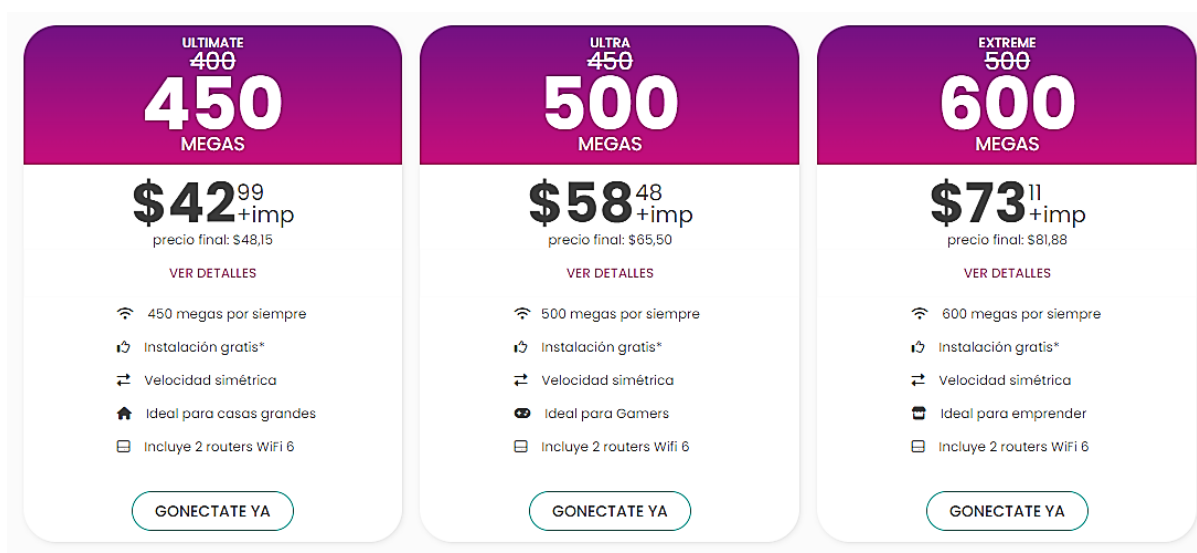 ULTIMATE
400
450
MEGAS
$42 99
+imp
precio final: $48,15
VER DETALLES
450 megas por siempre
Instalación gratis*
Velocidad simétrica
Ideal para casas grandes
Incluye 2 routers WiFi 6
GONECTATE YA
ULTRA
450
500
MEGAS
$58 48
+imp
precio final: $65,50
VER DETALLES
500 megas por siempre
Instalación gratis*
Velocidad simétrica
Ideal para Gamers
Incluye 2 routers Wifi 6
GONECTATE YA
EXTREME
500
600
MEGAS
$73 11
+imp
precio final: $81,88
VER DETALLES
600 megas por siempre
Instalación gratis*
Velocidad simétrica
Ideal para emprender
Incluye 2 routers WiFi 6
GONECTATE YA